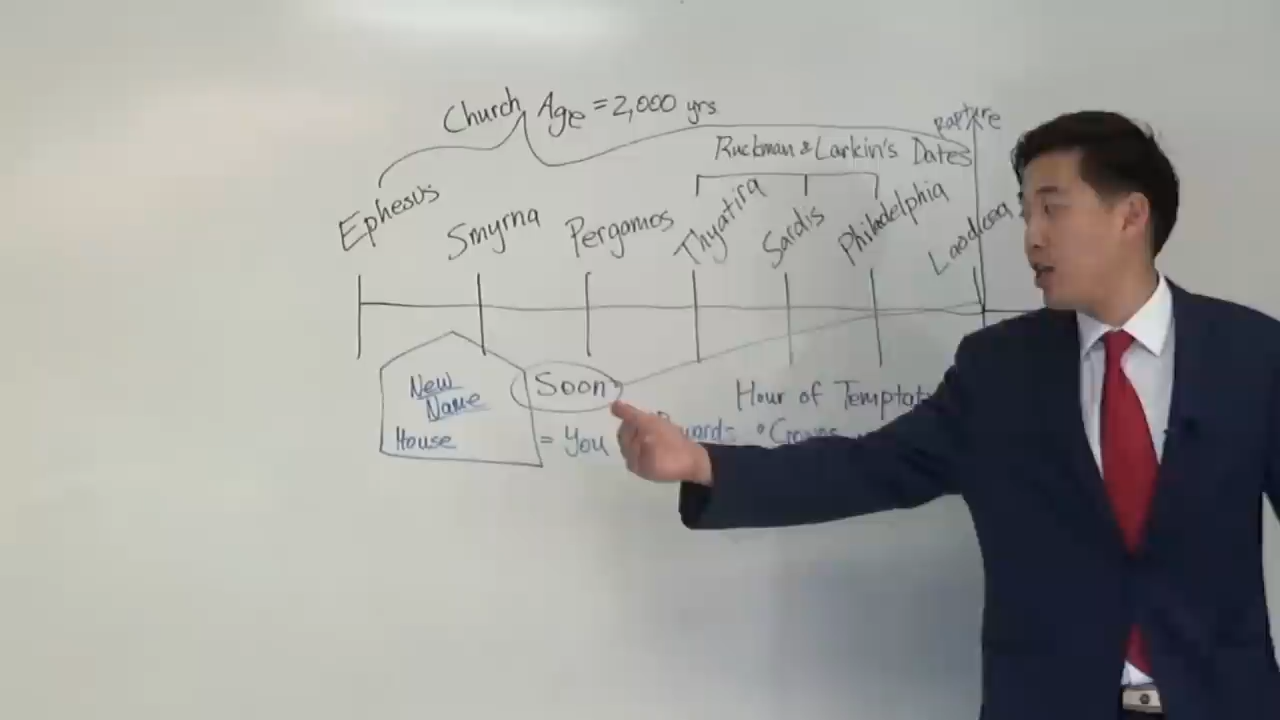 Church Age = 2,000 yrs
Rapture
Ruckman & Larkin's Dates
Ephesus
Smyrna
Pergamos
Thyatira
Sardis
Philadelphia
Laodicea
New
Name
House
Soon
Hour of Temptat
= You